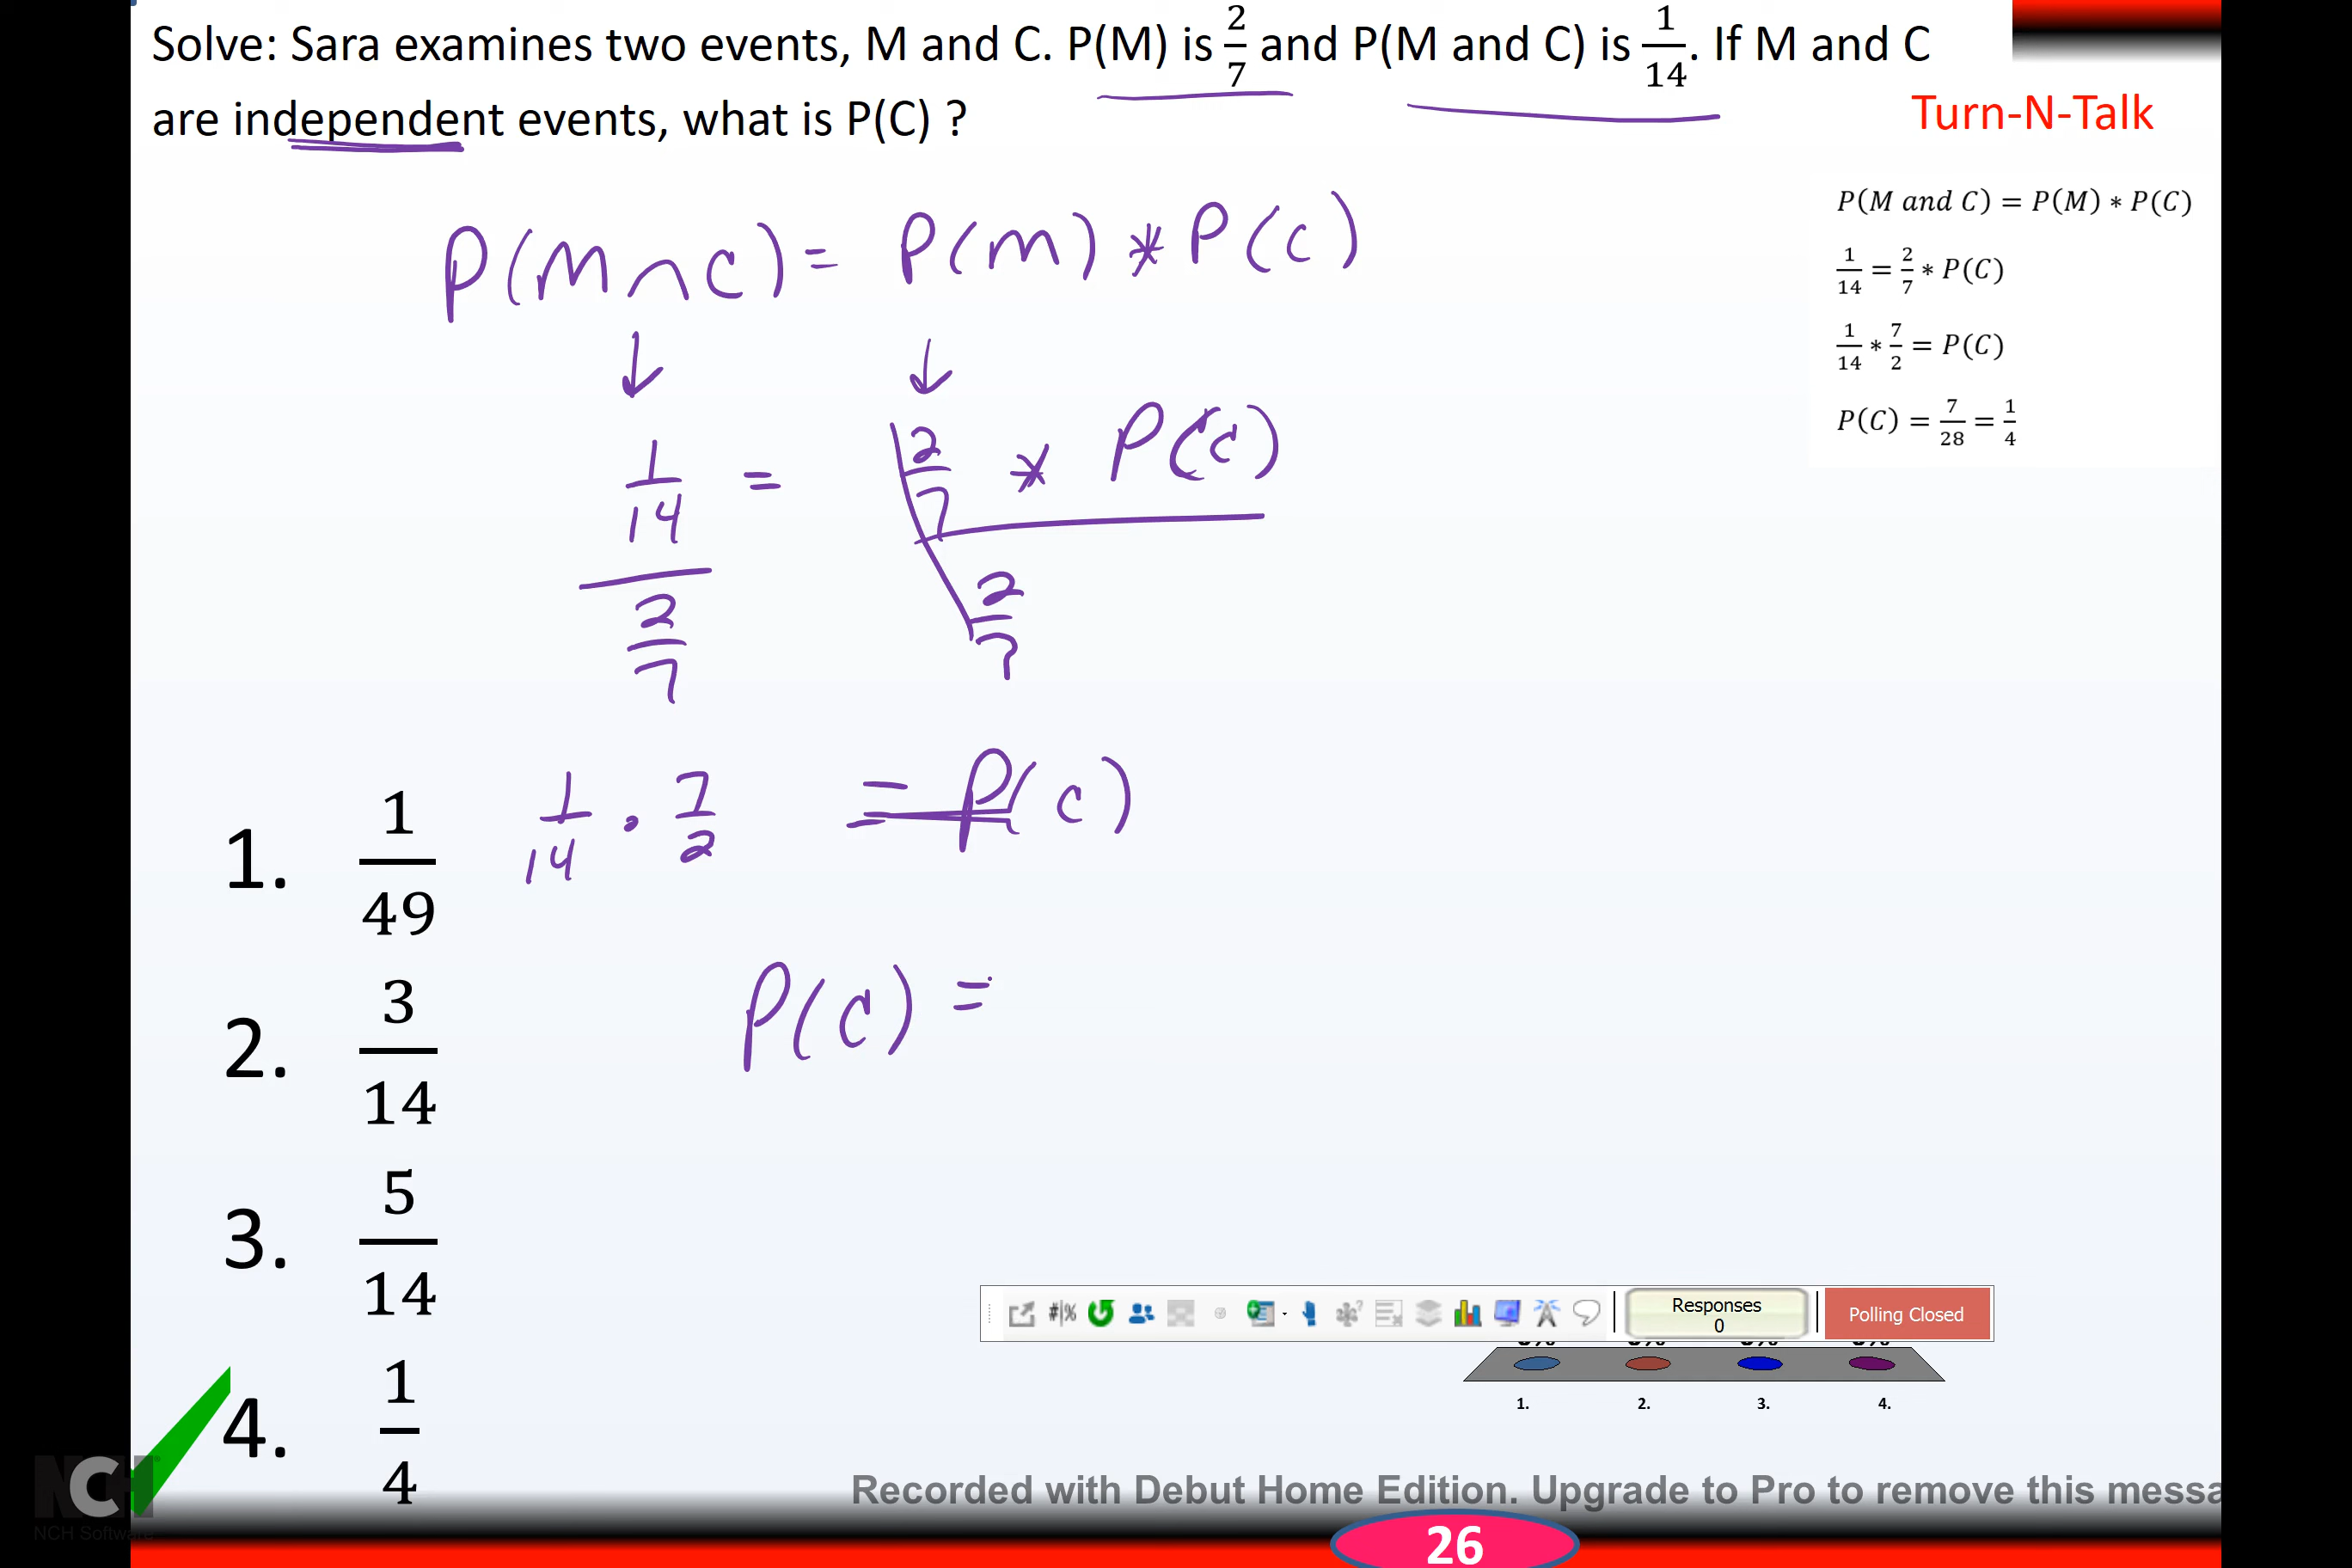 Solve: Sara examines two events, M and C. P(M) is 2/7 and P(M and C) is 1/14. If M and C
are independent events, what is P(C) ?
Turn-N-Talk
P(M and C) = P(M) ∗ P(C)
1/14 = 2/7 ∗ P(C)
1/14 ∗ 7/2 = P(C)
P(C) = 7/28 = 1/4
P(M ∩ C) = P(M) * P(C)
1/14 = 2/7 * P(C)
2/7 2/7
1/14 · 7/2 = P(C)
P(C) =
1. 1/49
2. 3/14
3. 5/14
4. 1/4
#|%
Responses
0
Polling Closed
1. 2. 3. 4.
Recorded with Debut Home Edition. Upgrade to Pro to remove this messa
NCH
NCH Software
26